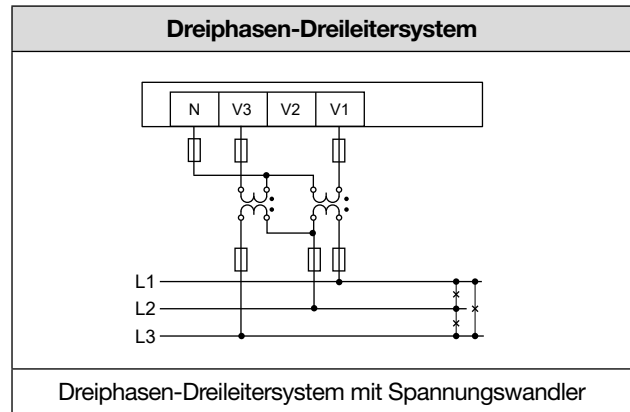 Dreiphasen-Dreileitersystem
N V3 V2 V1
L1
L2
L3
Dreiphasen-Dreileitersystem mit Spannungswandler